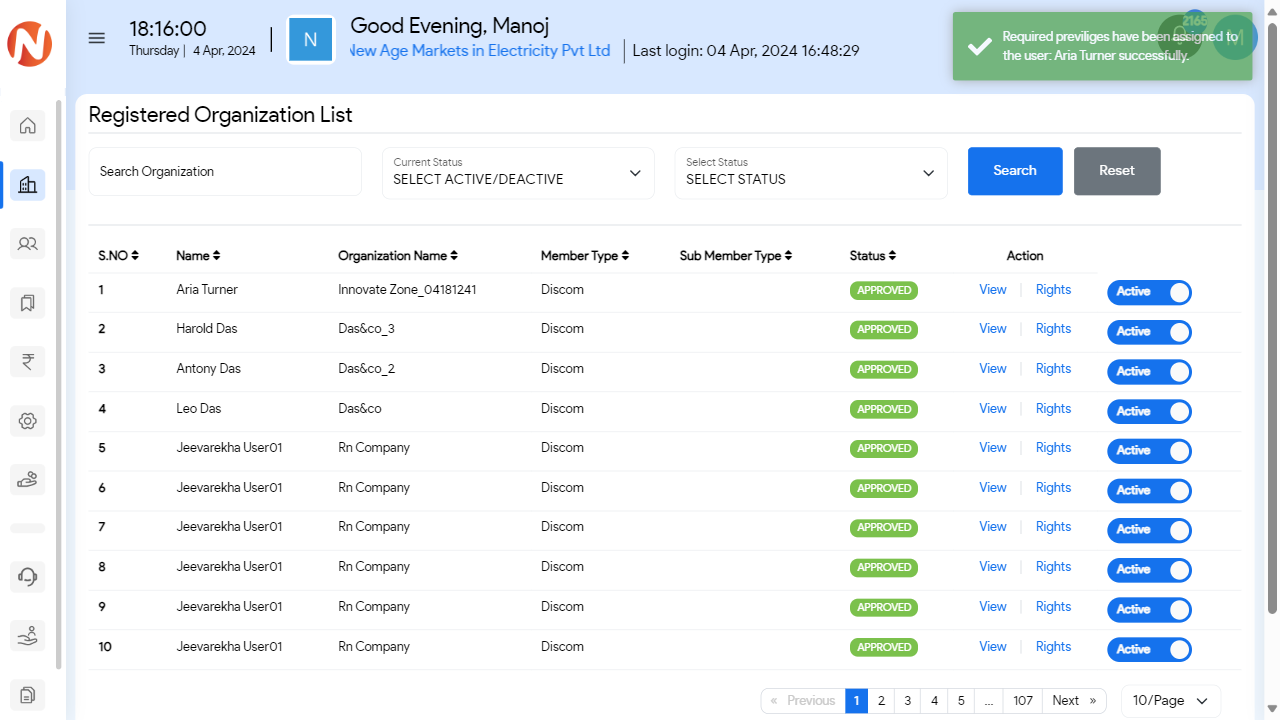 18:16:00
Thursday | 4 Apr, 2024
N
Good Evening, Manoj
New Age Markets in Electricity Pvt Ltd
Last login: 04 Apr, 2024 16:48:29
2165
M
Required previliges have been assigned to
the user: Aria Turner successfully.
Registered Organization List
Search Organization
Current Status
SELECT ACTIVE/DEACTIVE
Select Status
SELECT STATUS
Search
Reset
S.NO Name Organization Name Member Type Sub Member Type Status Action
1 Aria Turner Innovate Zone_04181241 Discom APPROVED View | Rights Active
2 Harold Das Das&co_3 Discom APPROVED View | Rights Active
3 Antony Das Das&co_2 Discom APPROVED View | Rights Active
4 Leo Das Das&co Discom APPROVED View | Rights Active
5 Jeevarekha User01 Rn Company Discom APPROVED View | Rights Active
6 Jeevarekha User01 Rn Company Discom APPROVED View | Rights Active
7 Jeevarekha User01 Rn Company Discom APPROVED View | Rights Active
8 Jeevarekha User01 Rn Company Discom APPROVED View | Rights Active
9 Jeevarekha User01 Rn Company Discom APPROVED View | Rights Active
10 Jeevarekha User01 Rn Company Discom APPROVED View | Rights Active
« Previous 1 2 3 4 5 ... 107 Next » 10/Page